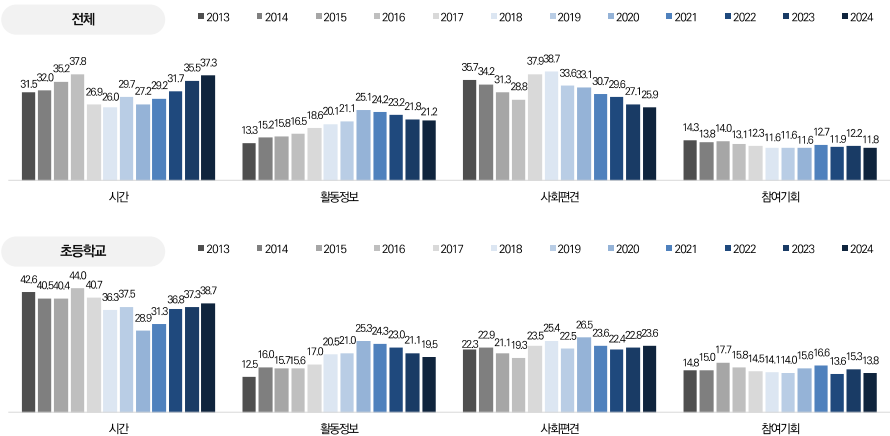 전체
2013 2014 2015 2016 2017 2018 2019 2020 2021 2022 2023 2024
31.5 32.0 35.2 37.8 26.9 26.0 29.7 27.2 29.2 31.7 35.5 37.3
13.3 15.2 15.8 16.5 18.6 20.1 21.1 25.1 24.2 23.2 21.8 21.2
35.7 34.2 31.3 28.8 37.9 38.7 33.6 33.1 30.7 29.6 27.1 25.9
14.3 13.8 14.0 13.1 12.3 11.6 11.6 11.6 12.7 11.9 12.2 11.8
시간 활동정보 사회편견 참여기회
초등학교
2013 2014 2015 2016 2017 2018 2019 2020 2021 2022 2023 2024
42.6 40.5 40.4 44.0 40.7 36.3 37.5 28.9 31.3 36.8 37.3 38.7
12.5 16.0 15.7 15.6 17.0 20.5 21.0 25.3 24.3 23.0 21.1 19.5
22.3 22.9 21.1 19.3 23.5 25.4 22.5 26.5 23.6 22.4 22.8 23.6
14.8 15.0 17.7 15.8 14.5 14.1 14.0 15.6 16.6 13.6 15.3 13.8
시간 활동정보 사회편견 참여기회